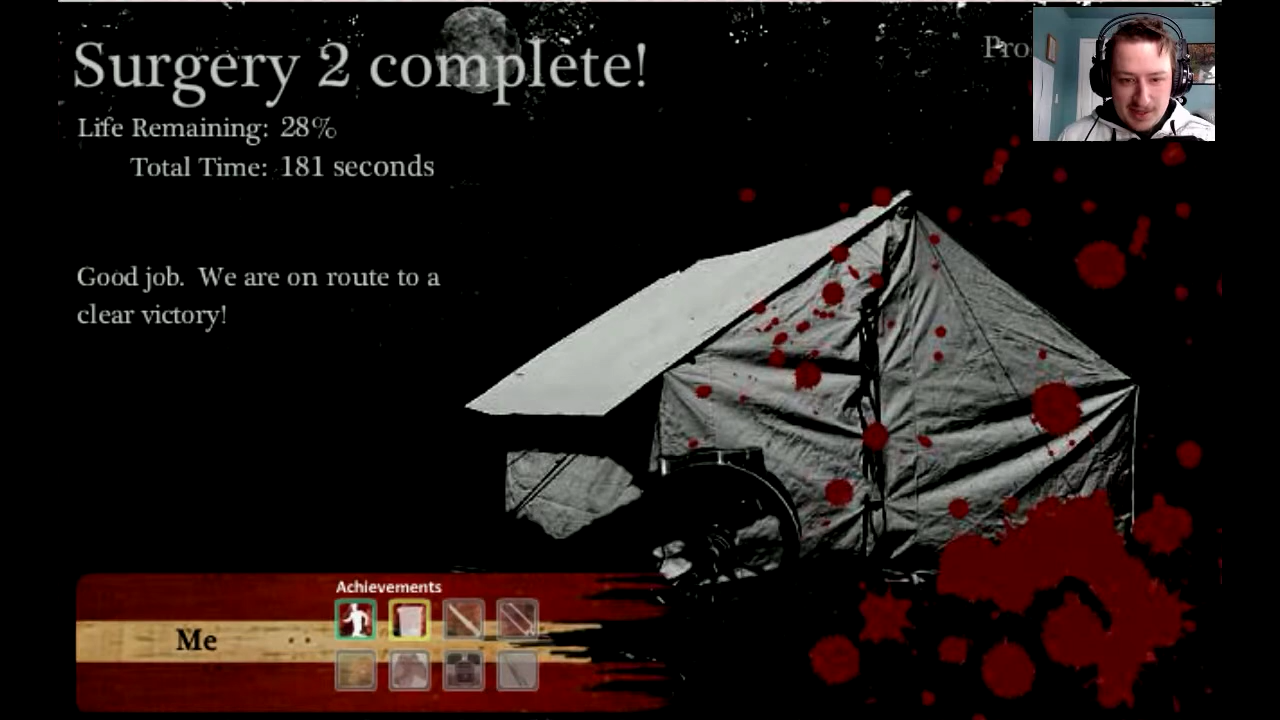 Surgery 2 complete!
Life Remaining: 28%
Total Time: 181 seconds
Good job. We are on route to a
clear victory!
Achievements
Me